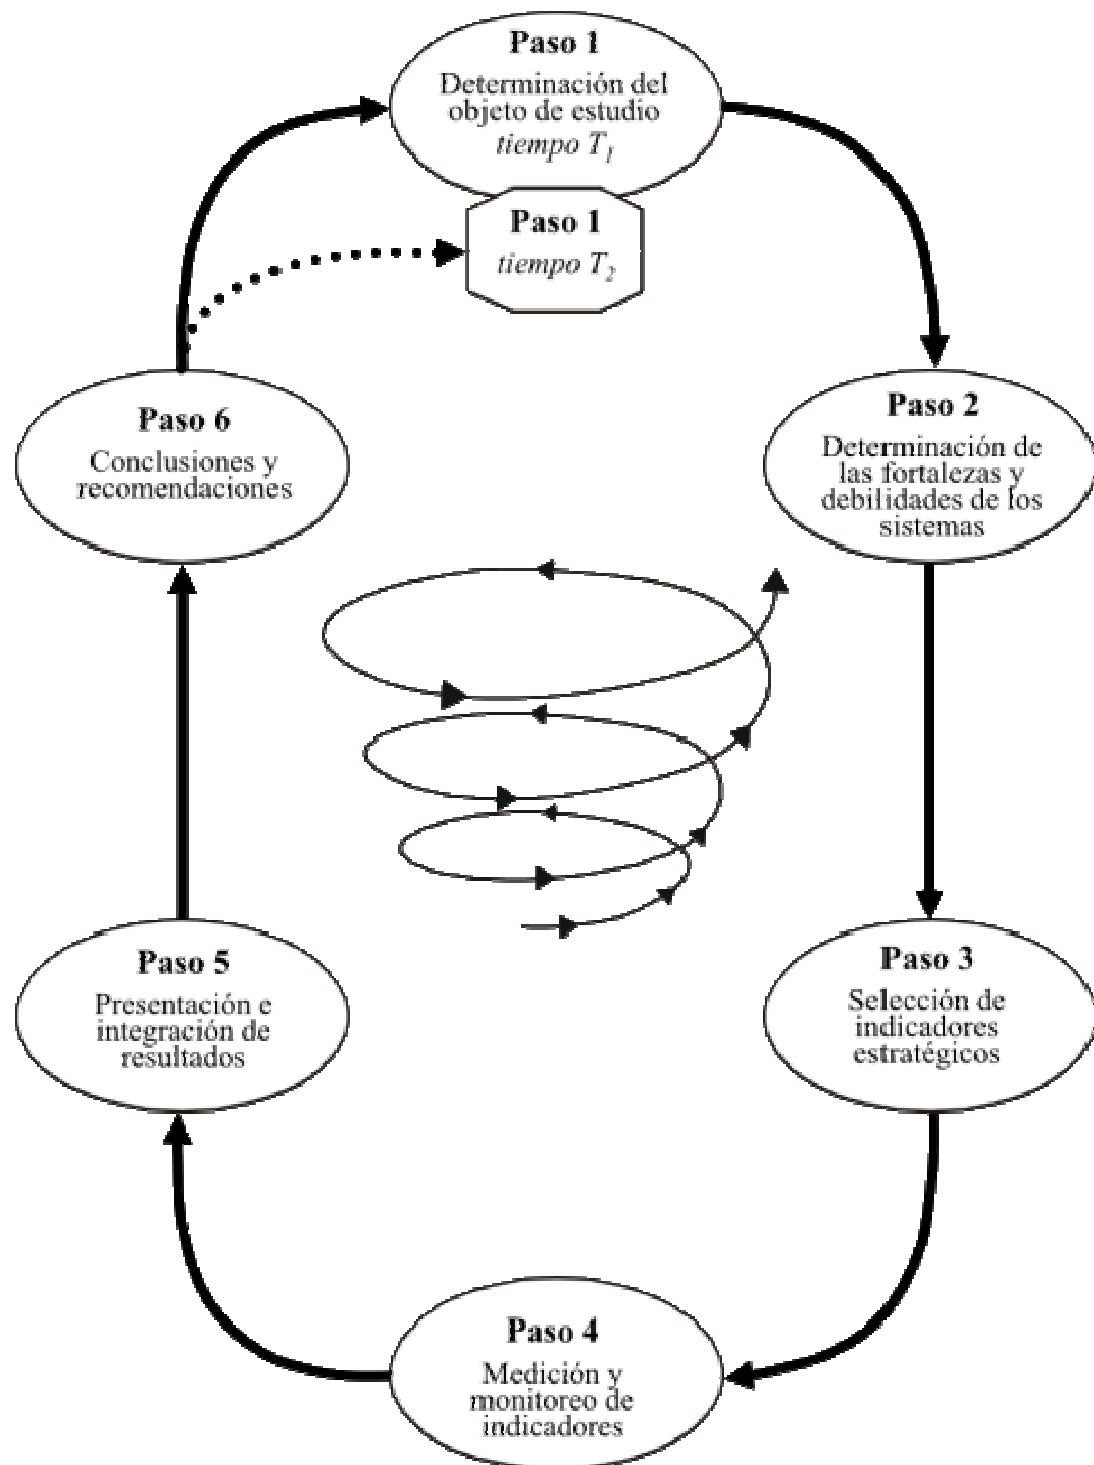 Paso 1
Determinación del
objeto de estudio
tiempo T1
Paso 1
tiempo T2
Paso 2
Determinación de
las fortalezas y
debilidades de los
sistemas
Paso 3
Selección de
indicadores
estratégicos
Paso 4
Medición y
monitoreo de
indicadores
Paso 5
Presentación e
integración de
resultados
Paso 6
Conclusiones y
recomendaciones